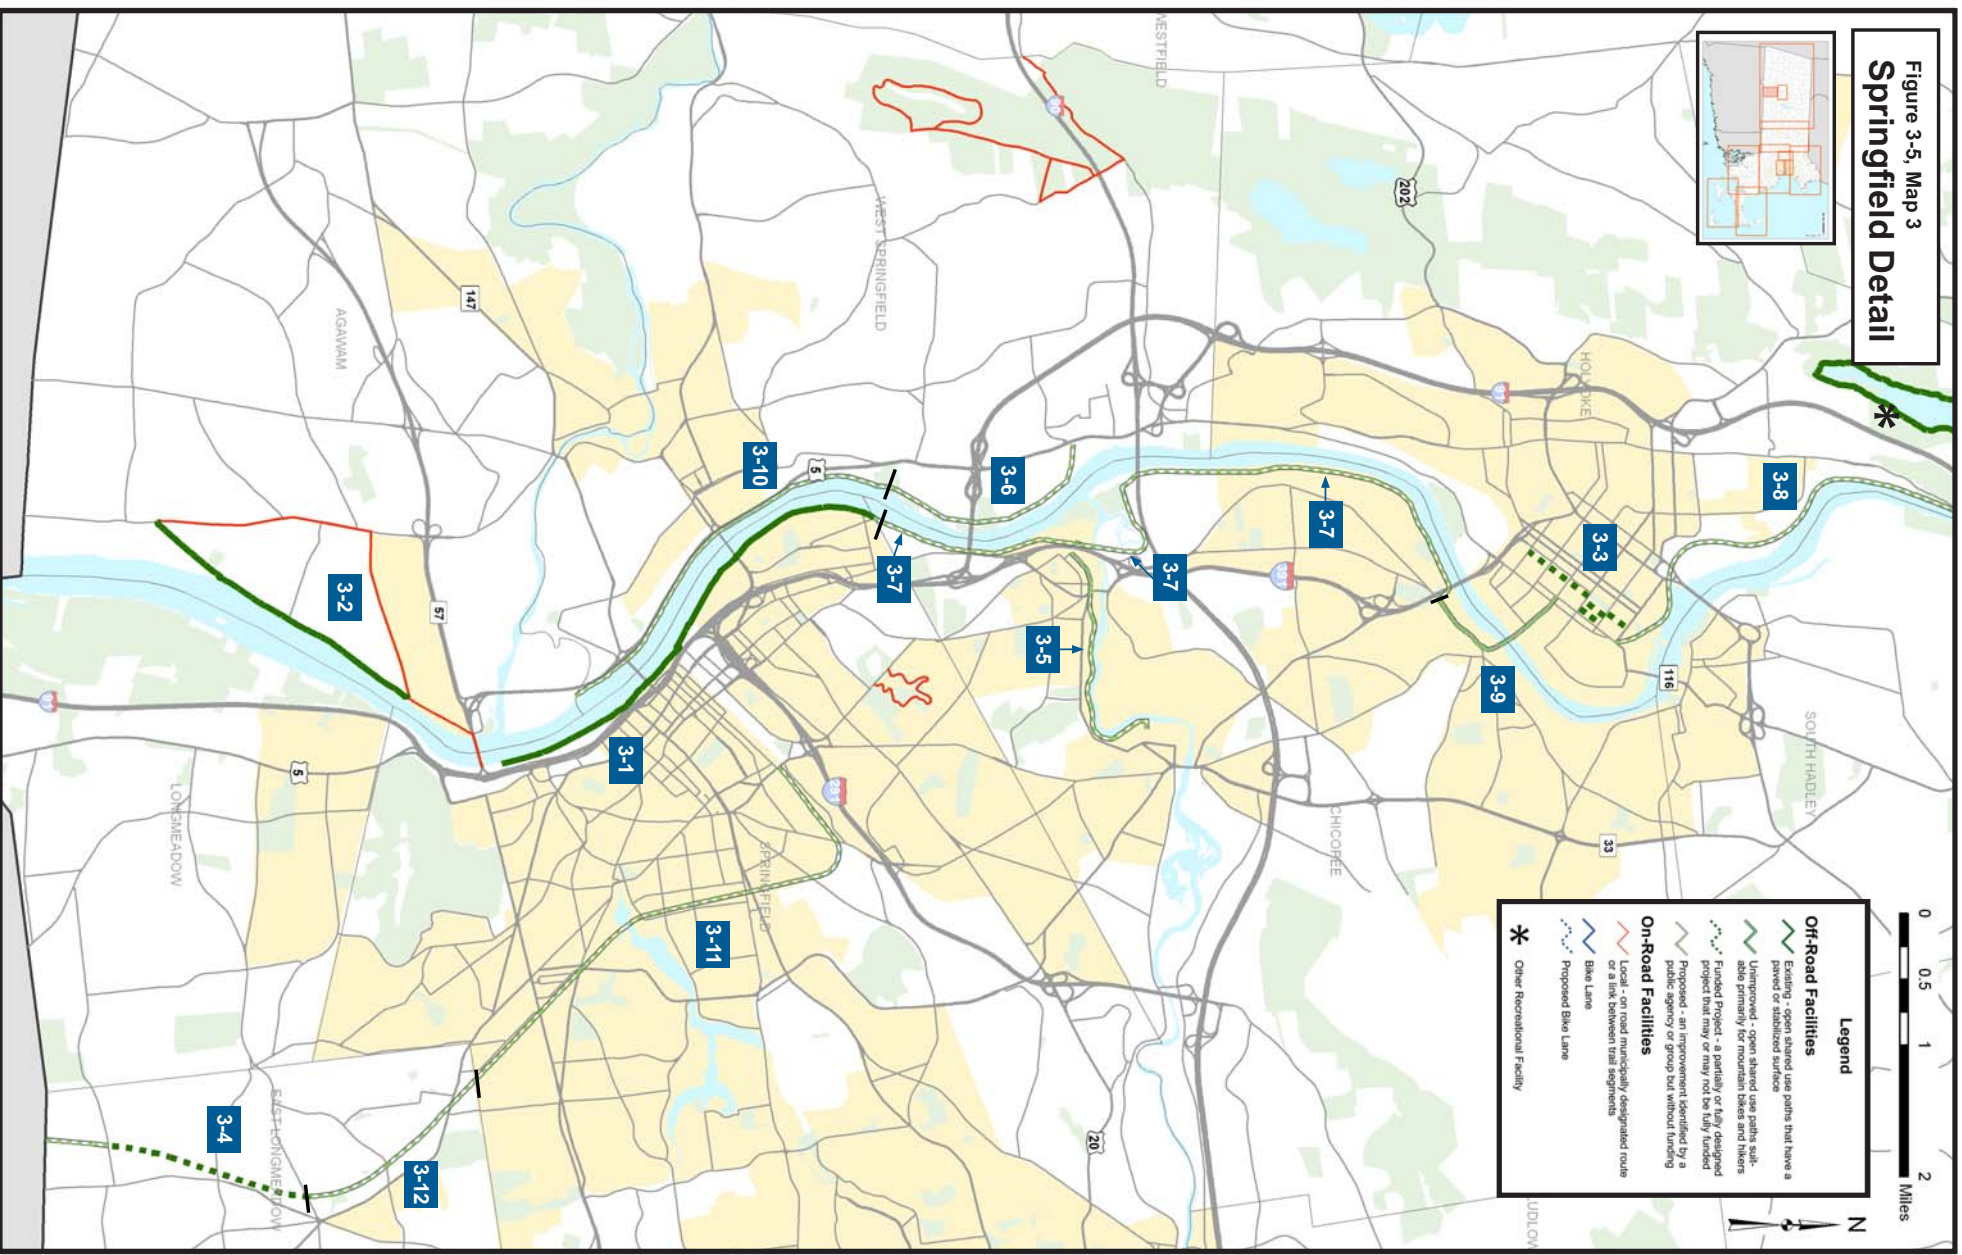 Figure 3-5, Map 3
Springfield Detail
WESTFIELD
90
202
WEST SPRINGFIELD
147
AGAWAM
HOLYOKE
91
3-8
3-10
5
3-6
3-7
3-3
3-7
3-7
391
3-2
57
3-5
3-9
116
SOUTH HADLEY
91
5
3-1
291
LONGMEADOW
CHICOPEE
33
SPRINGFIELD
3-11
20
EAST LONGMEADOW
3-4
3-12
LUDLOW
0 0.5 1 2
Miles
N
Legend
Off-Road Facilities
Existing - open shared use paths that have a
paved or stabilized surface
Unimproved - open shared use paths suit-
able primarily for mountain bikes and hikers
Funded Project - a partially or fully designed
project that may or may not be fully funded
Proposed - an improvement identified by a
public agency or group but without funding
On-Road Facilities
Local - on road municipally designated route
or a link between trail segments
Bike Lane
Proposed Bike Lane
* Other Recreational Facility
*